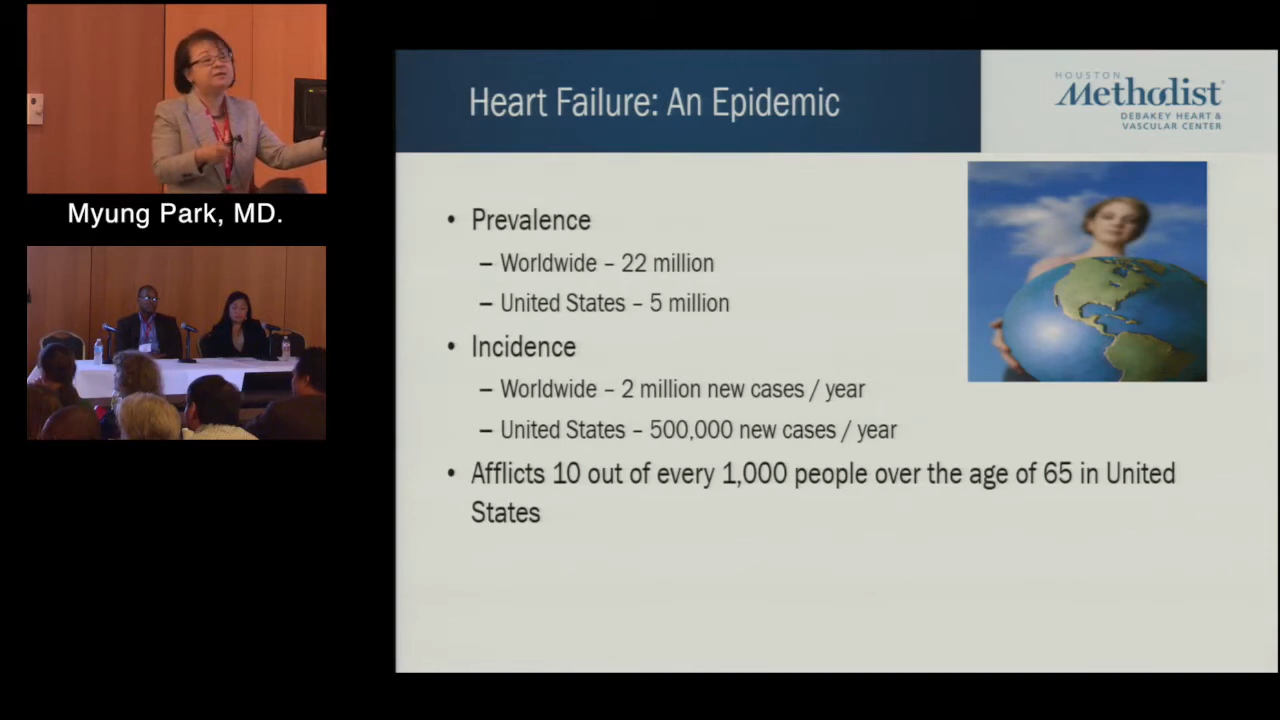 Myung Park, MD.
Heart Failure: An Epidemic
HOUSTON
Methodist
DEBAKEY HEART &
VASCULAR CENTER
• Prevalence
– Worldwide – 22 million
– United States – 5 million
• Incidence
– Worldwide – 2 million new cases / year
– United States – 500,000 new cases / year
• Afflicts 10 out of every 1,000 people over the age of 65 in United
States